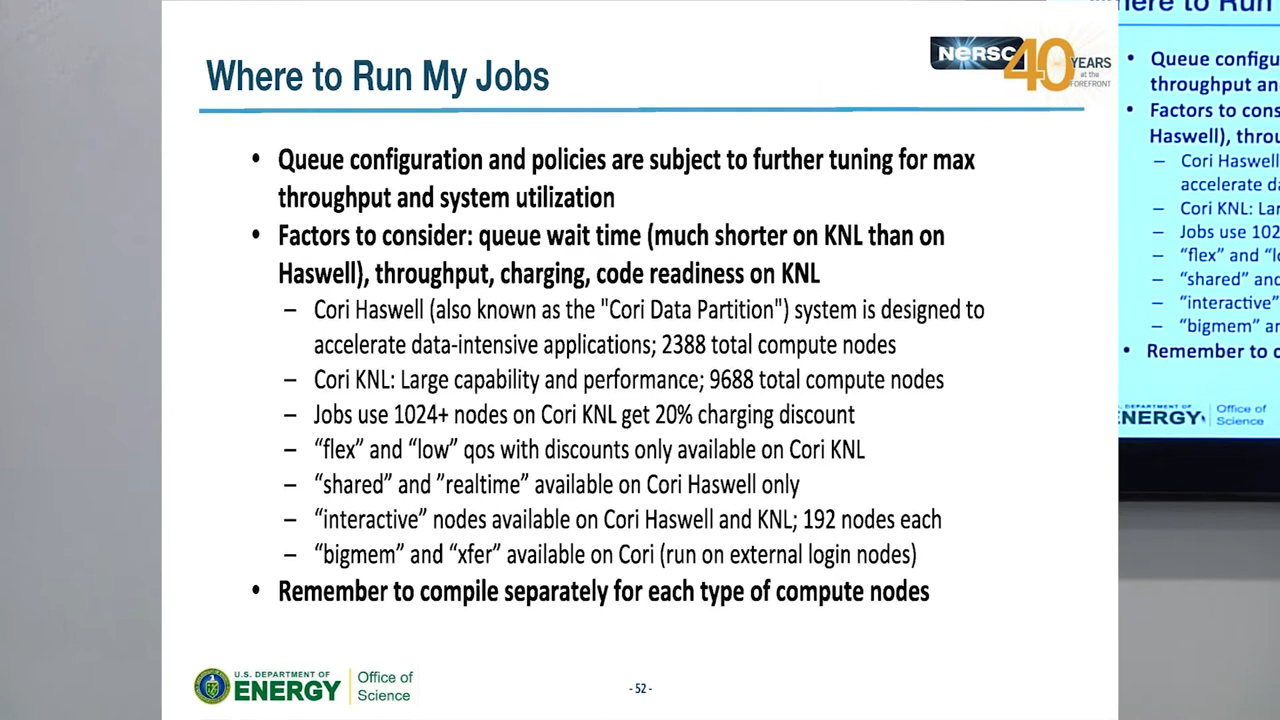 Where to Run My Jobs
NERSC 40 YEARS
at the
FOREFRONT
• Queue configuration and policies are subject to further tuning for max
throughput and system utilization
• Factors to consider: queue wait time (much shorter on KNL than on
Haswell), throughput, charging, code readiness on KNL
– Cori Haswell (also known as the "Cori Data Partition") system is designed to
accelerate data-intensive applications; 2388 total compute nodes
– Cori KNL: Large capability and performance; 9688 total compute nodes
– Jobs use 1024+ nodes on Cori KNL get 20% charging discount
– “flex” and “low” qos with discounts only available on Cori KNL
– “shared” and ”realtime” available on Cori Haswell only
– “interactive” nodes available on Cori Haswell and KNL; 192 nodes each
– “bigmem” and “xfer” available on Cori (run on external login nodes)
• Remember to compile separately for each type of compute nodes
U.S. DEPARTMENT OF
ENERGY
Office of
Science
- 52 -
here to Run
• Queue configu
throughput an
• Factors to cons
Haswell), throu
– Cori Haswell
accelerate da
– Cori KNL: Lar
– Jobs use 102
– “flex” and “lo
– “shared” and
– “interactive”
– “bigmem” ar
• Remember to c
DEPARTMENT OF
ENERGY
Office of
Science